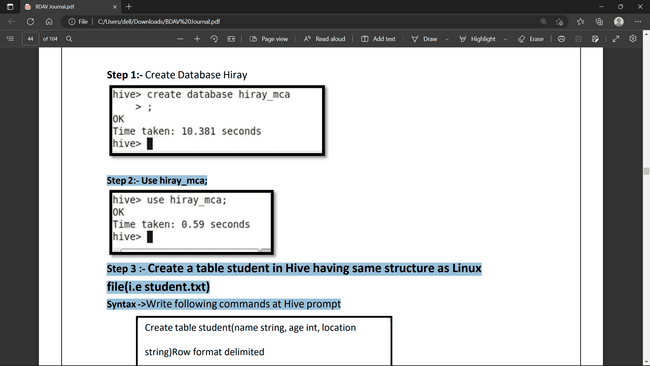 BDAV Journal.pdf
File
C:/Users/dell/Downloads/BDAV%20Journal.pdf
44
of 104
Page view
Read aloud
Add text
Draw
Highlight
Erase
Step 1:- Create Database Hiray
hive> create database hiray_mca
> ;
OK
Time taken: 10.381 seconds
hive>
Step 2:- Use hiray_mca;
hive> use hiray_mca;
OK
Time taken: 0.59 seconds
hive>
Step 3 :- Create a table student in Hive having same structure as Linux
file(i.e student.txt)
Syntax ->Write following commands at Hive prompt
Create table student(name string, age int, location
string)Row format delimited